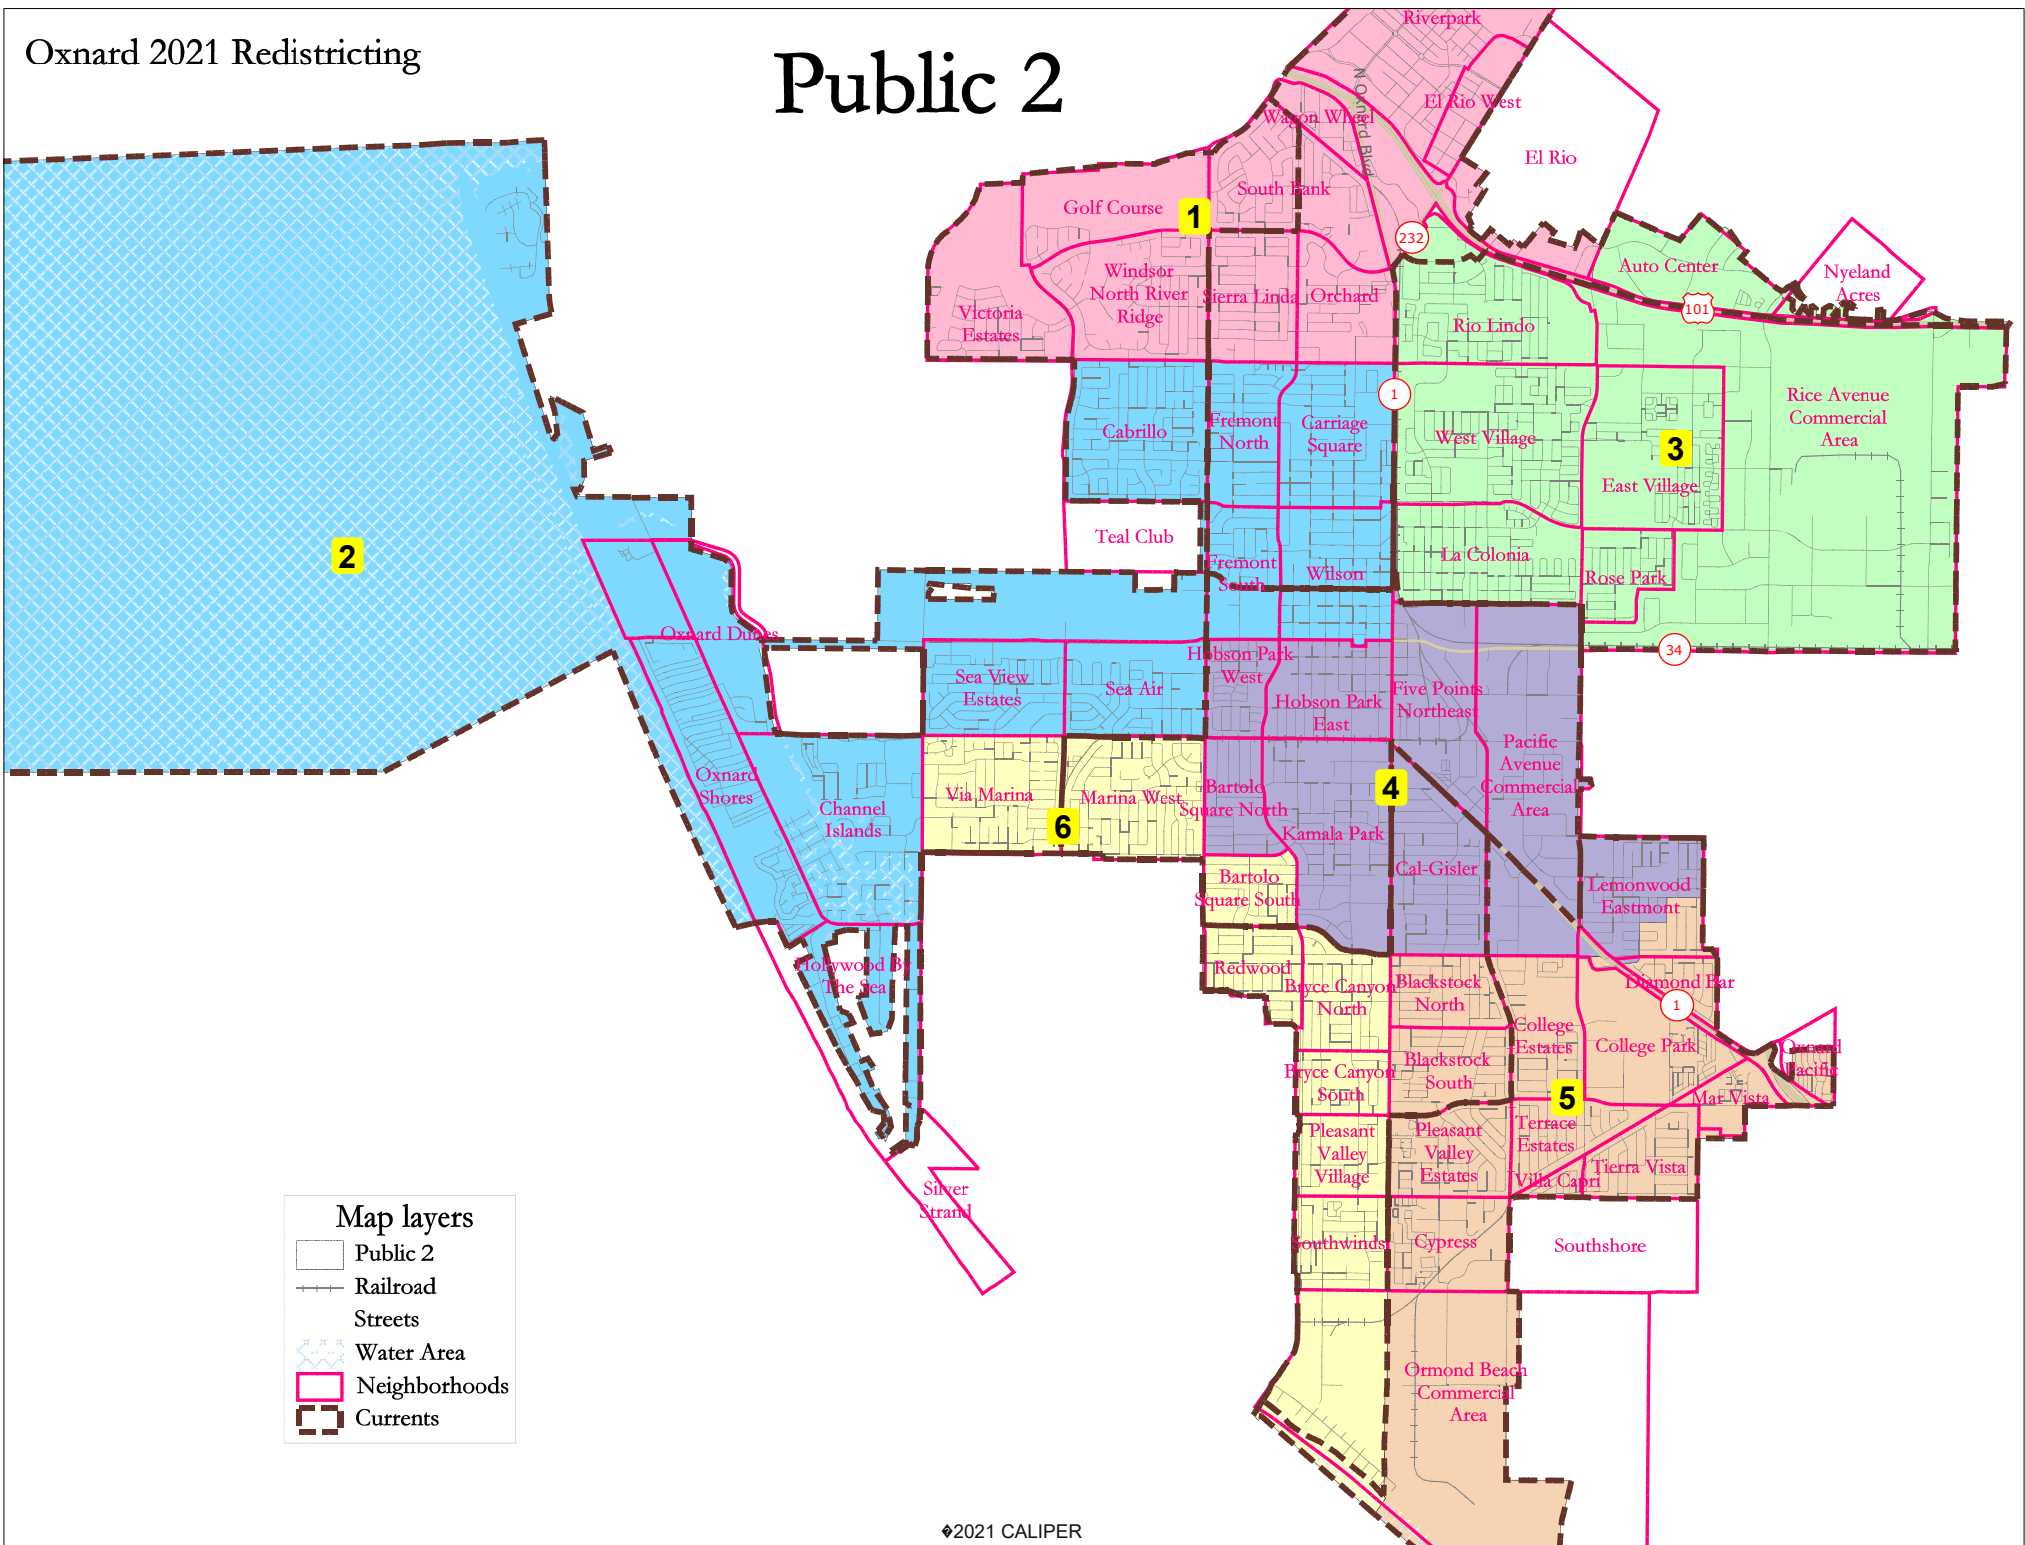 Oxnard 2021 Redistricting
Public 2
Riverpark
El Rio West
Wagon Wheel
N Oxnard Blvd
El Rio
South Bank
Golf Course
1
232
Auto Center
Nyeland
Acres
Windsor
North River
Ridge
Sierra Linda
Orchard
Victoria
Estates
101
Rio Lindo
1
Rice Avenue
Commercial
Area
Cabrillo
Fremont
North
Carriage
Square
West Village
3
East Village
Teal Club
2
Fremont
South
Wilson
La Colonia
Rose Park
Oxnard Dunes
34
Hobson Park
West
Sea View
Estates
Sea Air
Hobson Park
East
Five Points
Northeast
Pacific
Avenue
Commercial
Area
Oxnard
Shores
Channel
Islands
Via Marina
Marina West
6
Bartolo
Square North
4
Kamala Park
Cal-Gisler
Bartolo
Square South
Lemonwood
Eastmont
Hollywood By
The Sea
Redwood
Bryce Canyon
North
Blackstock
North
Diamond Bar
1
College
Estates
College Park
Oxnard
Pacific
Bryce Canyon
South
Blackstock
South
5
Mar Vista
Pleasant
Valley
Village
Pleasant
Valley
Estates
Terrace
Estates
Villa Capri
Tierra Vista
Silver
Strand
Southwinds
Cypress
Southshore
Ormond Beach
Commercial
Area
Map layers
Public 2
Railroad
Streets
Water Area
Neighborhoods
Currents
�2021 CALIPER